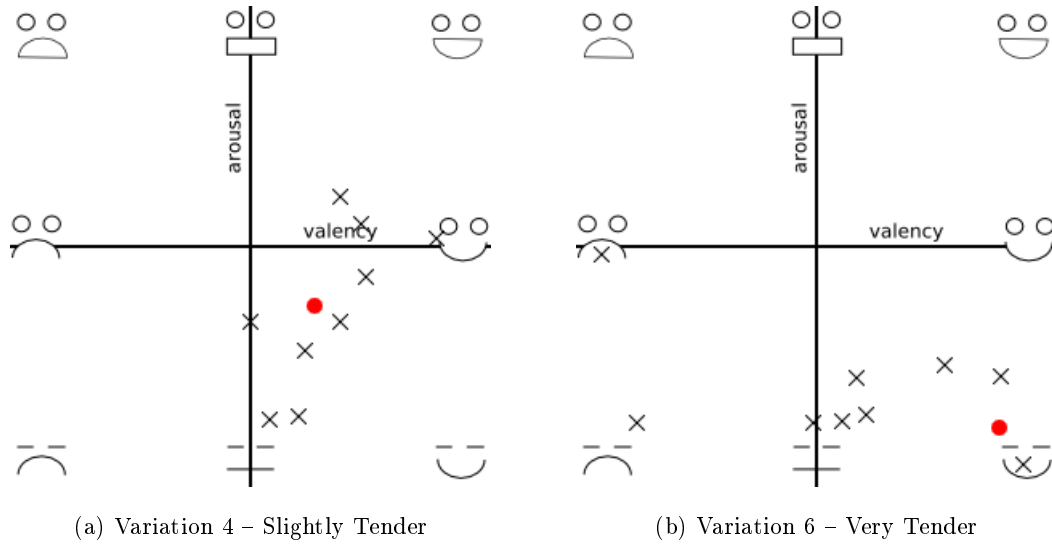 arousal
valency
arousal
valency
(a) Variation 4 – Slightly Tender
(b) Variation 6 – Very Tender